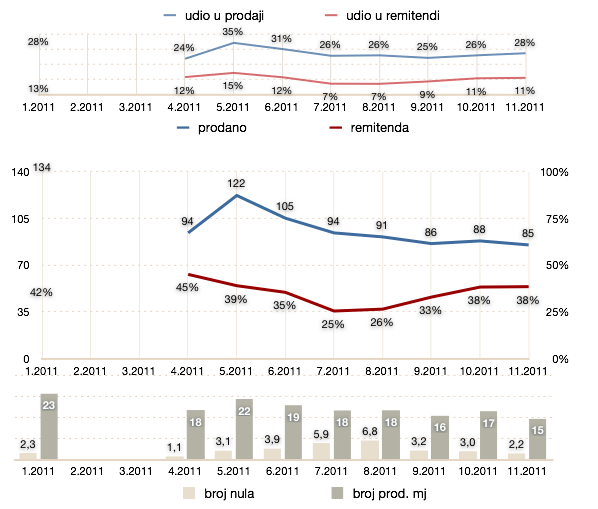 udio u prodaji udio u remitendi
28% 24% 35% 31% 26% 26% 25% 26% 28%
13% 12% 15% 12% 7% 7% 9% 11% 11%
1.2011 2.2011 3.2011 4.2011 5.2011 6.2011 7.2011 8.2011 9.2011 10.2011 11.2011
prodano remitenda
140 134 100%
94 122 105 94 91 86 88 85
105 75%
70 50%
42% 45% 39% 35% 25% 26% 33% 38% 38%
35 25%
0 0%
1.2011 2.2011 3.2011 4.2011 5.2011 6.2011 7.2011 8.2011 9.2011 10.2011 11.2011
23 18 22 19 18 18 16 17 15
2,3 1,1 3,1 3,9 5,9 6,8 3,2 3,0 2,2
1.2011 2.2011 3.2011 4.2011 5.2011 6.2011 7.2011 8.2011 9.2011 10.2011 11.2011
broj nula broj prod. mj